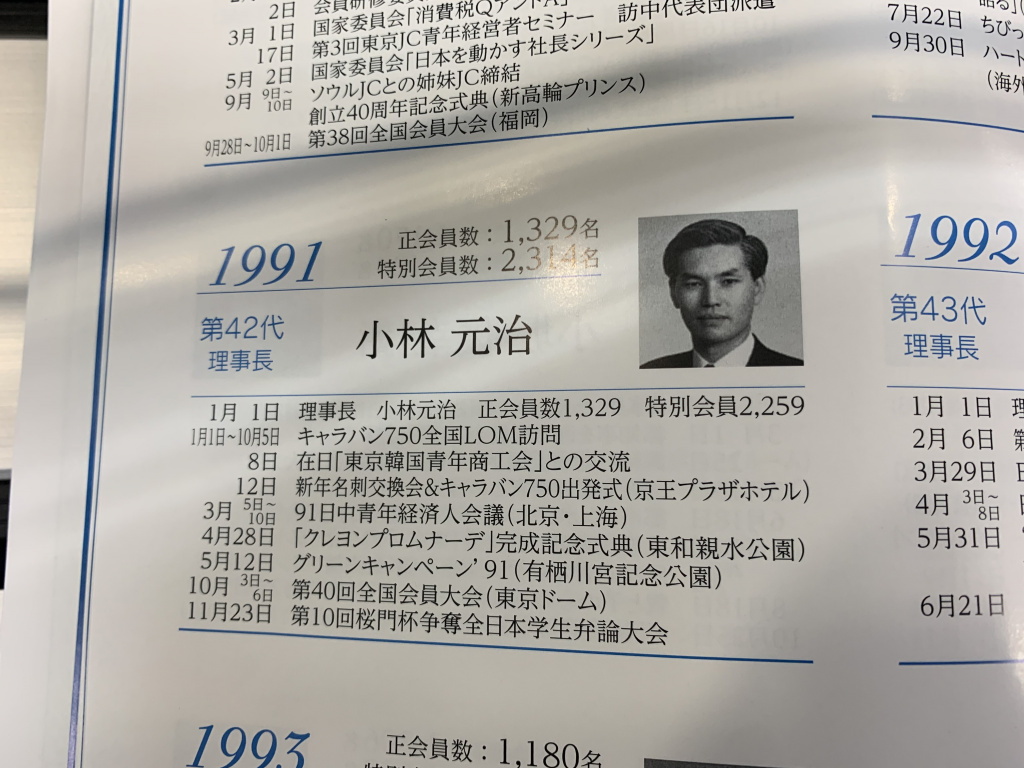 2日 会員研修委員
3月 1日 国家委員会「消費税QアンドA」
17日 第3回東京JC青年経営者セミナー 訪中代表団派遣
5月 2日 国家委員会「日本を動かす社長シリーズ」
9月 9日~10日 ソウルJCとの姉妹JC締結
創立40周年記念式典(新高輪プリンス)
9月28日~10月1日 第38回全国会員大会(福岡)
7月22日 ちびっ
9月30日 ハート
(海外
1991
正会員数:1,329名
特別会員数:2,314名
第42代
理事長
小林 元治
1月 1日 理事長 小林元治 正会員数1,329 特別会員2,259
1月1日~10月5日 キャラバン750全国LOM訪問
8日 在日「東京韓国青年商工会」との交流
12日 新年名刺交換会&キャラバン750出発式(京王プラザホテル)
3月 5日~10日 91日中青年経済人会議(北京・上海)
4月28日 「クレヨンプロムナーデ」完成記念式典(東和親水公園)
5月12日 グリーンキャンペーン'91(有栖川宮記念公園)
10月 3日~6日 第40回全国会員大会(東京ドーム)
11月23日 第10回桜門杯争奪全日本学生弁論大会
1992
第43代
理事長
1月 1日 理
2月 6日 第
3月29日
4月 3日~8日
5月31日
6月21日
1993
正会員数:1,180名